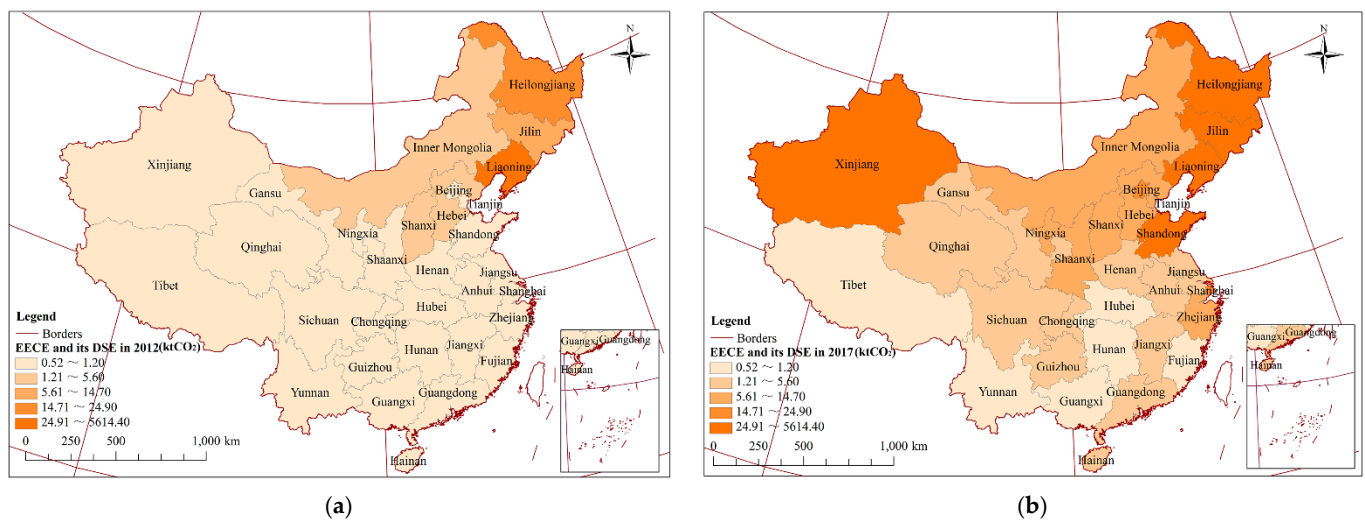 N
Heilongjiang
Jilin
Inner Mongolia
Liaoning
Xinjiang
Gansu
Beijing
Tianjin
Hebei
Shanxi
Shandong
Ningxia
Qinghai
Shaanxi
Henan
Jiangsu
Tibet
Anhui
Shanghai
Hubei
Sichuan
Chongqing
Zhejiang
Hunan
Jiangxi
Fujian
Guizhou
Yunnan
Guangxi
Guangdong
Hainan
Guangxi
Guangdong
Hainan
Legend
Borders
EECE and its DSE in 2012(ktCO₂)
0.52 ~ 1.20
1.21 ~ 5.60
5.61 ~ 14.70
14.71 ~ 24.90
24.91 ~ 5614.40
0 250 500 1,000 km
(a)
N
Heilongjiang
Jilin
Inner Mongolia
Liaoning
Xinjiang
Gansu
Beijing
Tianjin
Hebei
Shanxi
Shandong
Ningxia
Qinghai
Shaanxi
Henan
Jiangsu
Tibet
Anhui
Shanghai
Hubei
Sichuan
Chongqing
Zhejiang
Hunan
Jiangxi
Fujian
Guizhou
Yunnan
Guangxi
Guangdong
Hainan
Guangxi
Guangdong
Hainan
Legend
Borders
EECE and its DSE in 2017(ktCO₂)
0.52 ~ 1.20
1.21 ~ 5.60
5.61 ~ 14.70
14.71 ~ 24.90
24.91 ~ 5614.40
0 250 500 1,000 km
(b)